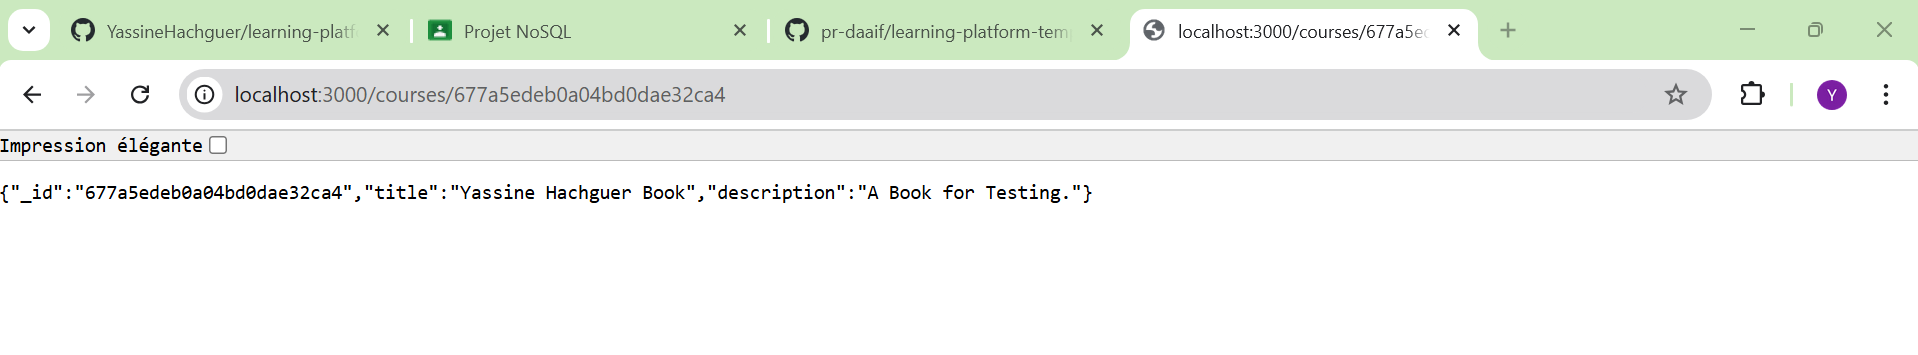 YassineHachguer/learning-platf
Projet NoSQL
pr-daaif/learning-platform-tem
localhost:3000/courses/677a5ed
localhost:3000/courses/677a5edeb0a04bd0dae32ca4
Y
Impression élégante
{"_id":"677a5edeb0a04bd0dae32ca4","title":"Yassine Hachguer Book","description":"A Book for Testing."}